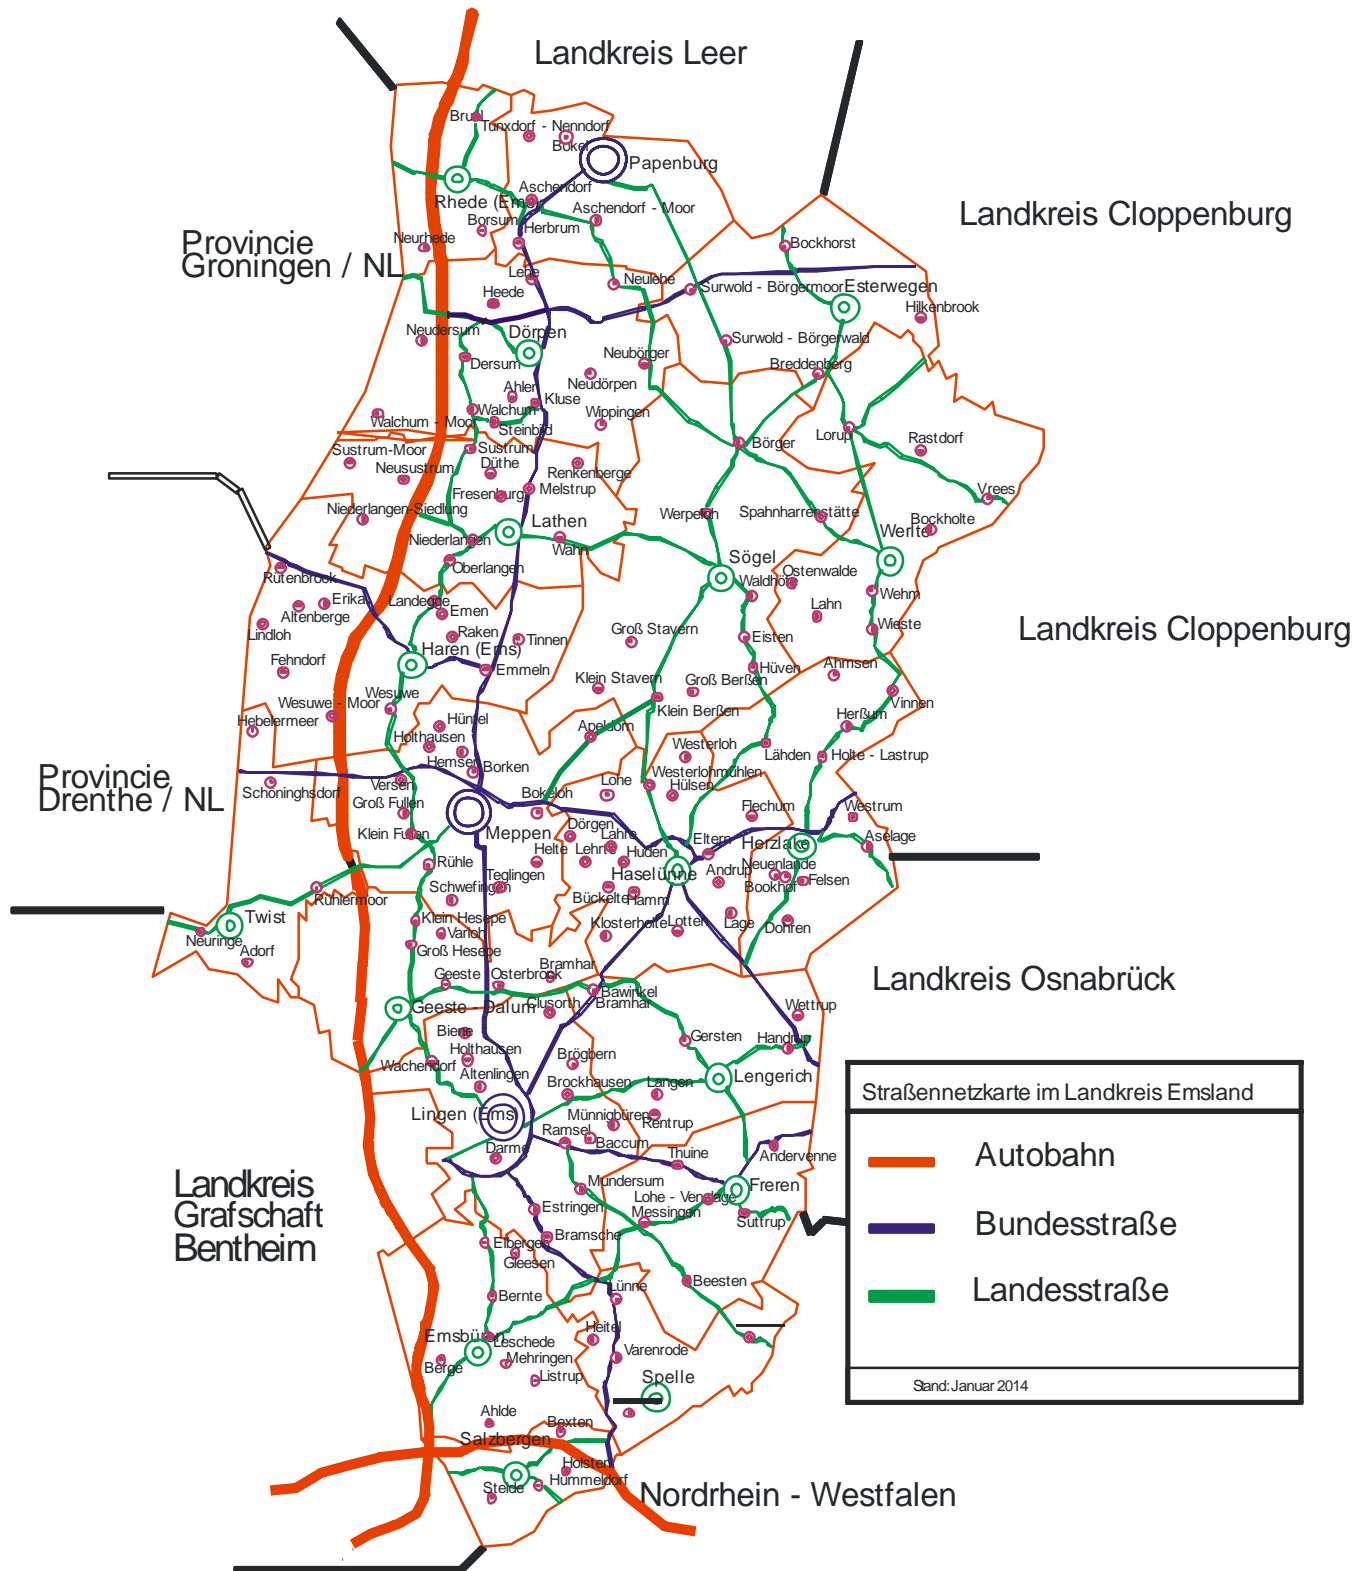 Landkreis Leer
Brual
Tunxdorf - Nenndorf
Bokel
Papenburg
Aschendorf
Rhede (Ems)
Aschendorf - Moor
Landkreis Cloppenburg
Borsum
Herbrum
Neurhede
Bockhorst
Provincie
Groningen / NL
Lehe
Neulehe
Surwold - Börgermoor
Esterwegen
Heede
Hilkenbrook
Neudersum
Dörpen
Surwold - Börgerwald
Dersum
Neubörger
Breddenberg
Neudörpen
Ahlen
Kluse
Walchum
Walchum - Moor
Steinbild
Wippingen
Börger
Lorup
Rastdorf
Sustrum-Moor
Sustrum
Neusustrum
Düthe
Renkenberge
Melstrup
Fresenburg
Vrees
Niederlangen-Siedlung
Werpeloh
Spahnharrenstätte
Bockholte
Lathen
Werlte
Niederlangen
Wahn
Sögel
Oberlangen
Rütenbrock
Ostenwalde
Waldhöfe
Wehm
Erika
Landegge
Altenberge
Emen
Lahn
Lindloh
Raken
Tinnen
Groß Stavern
Eisten
Wieste
Landkreis Cloppenburg
Haren (Ems)
Fehndorf
Emmeln
Hüven
Ahmsen
Klein Stavern
Groß Berßen
Wesuwe
Wesuwe - Moor
Vinnen
Klein Berßen
Hebelermeer
Hüntel
Apeldorn
Herßum
Holthausen
Westerloh
Lähden
Holte - Lastrup
Hemsen
Borken
Provincie
Drenthe / NL
Schöninghsdorf
Versen
Lohe
Westerlohmühlen
Hülsen
Groß Fullen
Bokeloh
Flechum
Westrum
Klein Fullen
Meppen
Dörgen
Lahre
Eltern
Herzlake
Aselage
Rühle
Helte
Lehrte
Huden
Haselünne
Andrup
Neuenlande
Bookhof
Felsen
Rühlermoor
Schwefingen
Teglingen
Bückelte
Hamm
Twist
Klein Hesepe
Klosterholte
Lotten
Lage
Dohren
Neuringe
Varloh
Groß Hesepe
Adorf
Bramhar
Landkreis Osnabrück
Geeste
Osterbrock
Bawinkel
Geeste - Dalum
Clusorth - Bramhar
Wettrup
Biene
Gersten
Handrup
Holthausen
Wachendorf
Brögbern
Altenlingen
Brockhausen
Langen
Lengerich
Straßennetzkarte im Landkreis Emsland
Lingen (Ems)
Münnigbüren
Rentrup
Ramsel
Baccum
Darme
Thuine
Andervenne
Autobahn
Landkreis
Grafschaft
Bentheim
Mundersum
Lohe - Venslage
Freren
Estringen
Messingen
Suttrup
Bundesstraße
Bramsche
Elbergen
Gleesen
Beesten
Landesstraße
Bernte
Lünne
Emsbüren
Leschede
Heitel
Berge
Mehringen
Varenrode
Listrup
Spelle
Stand: Januar 2014
Ahlde
Bexten
Salzbergen
Holsten
Steide
Hummeldorf
Nordrhein - Westfalen